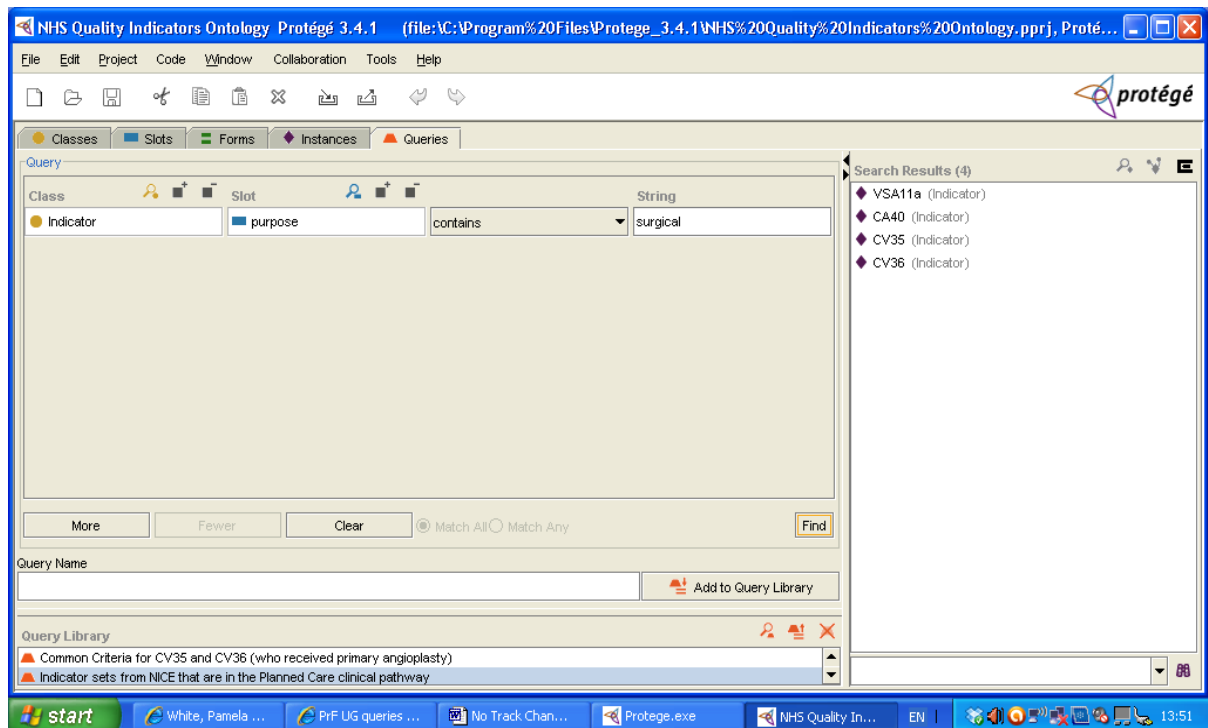 NHS Quality Indicators Ontology Protégé 3.4.1 (file:\C:\Program%20Files\Protege_3.4.1\NHS%20Quality%20Indicators%20Ontology.pprj, Proté...
File Edit Project Code Window Collaboration Tools Help
protégé
Classes Slots Forms Instances Queries
Query
Class Slot String
Indicator purpose contains surgical
More Fewer Clear Match All Match Any Find
Query Name
Add to Query Library
Query Library
Common Criteria for CV35 and CV36 (who received primary angioplasty)
Indicator sets from NICE that are in the Planned Care clinical pathway
Search Results (4)
VSA11a (Indicator)
CA40 (Indicator)
CV35 (Indicator)
CV36 (Indicator)
start White, Pamela ... PrF UG queries ... No Track Chan... Protege.exe NHS Quality In... EN 13:51